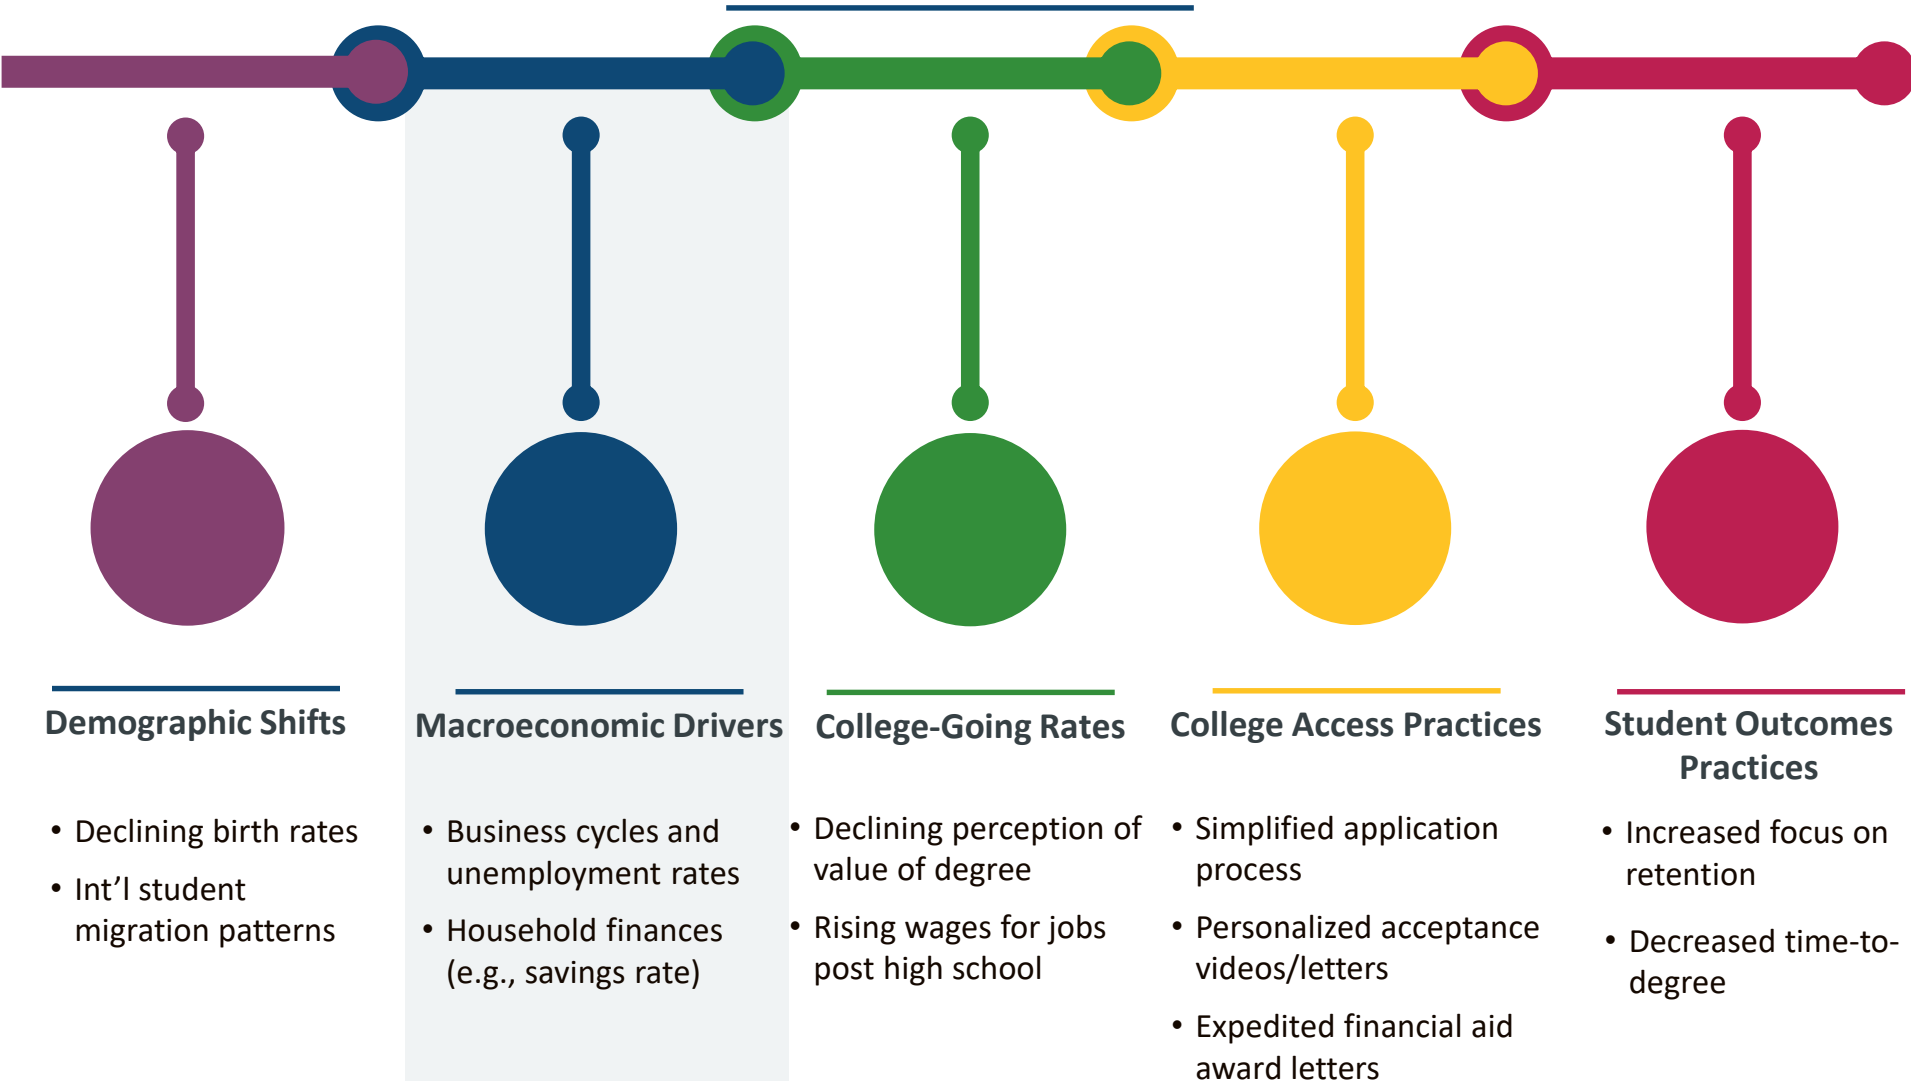 Demographic Shifts
• Declining birth rates
• Int’l student
migration patterns
Macroeconomic Drivers
• Business cycles and
unemployment rates
• Household finances
(e.g., savings rate)
College-Going Rates
• Declining perception of
value of degree
• Rising wages for jobs
post high school
College Access Practices
• Simplified application
process
• Personalized acceptance
videos/letters
• Expedited financial aid
award letters
Student Outcomes
Practices
• Increased focus on
retention
• Decreased time-to-
degree